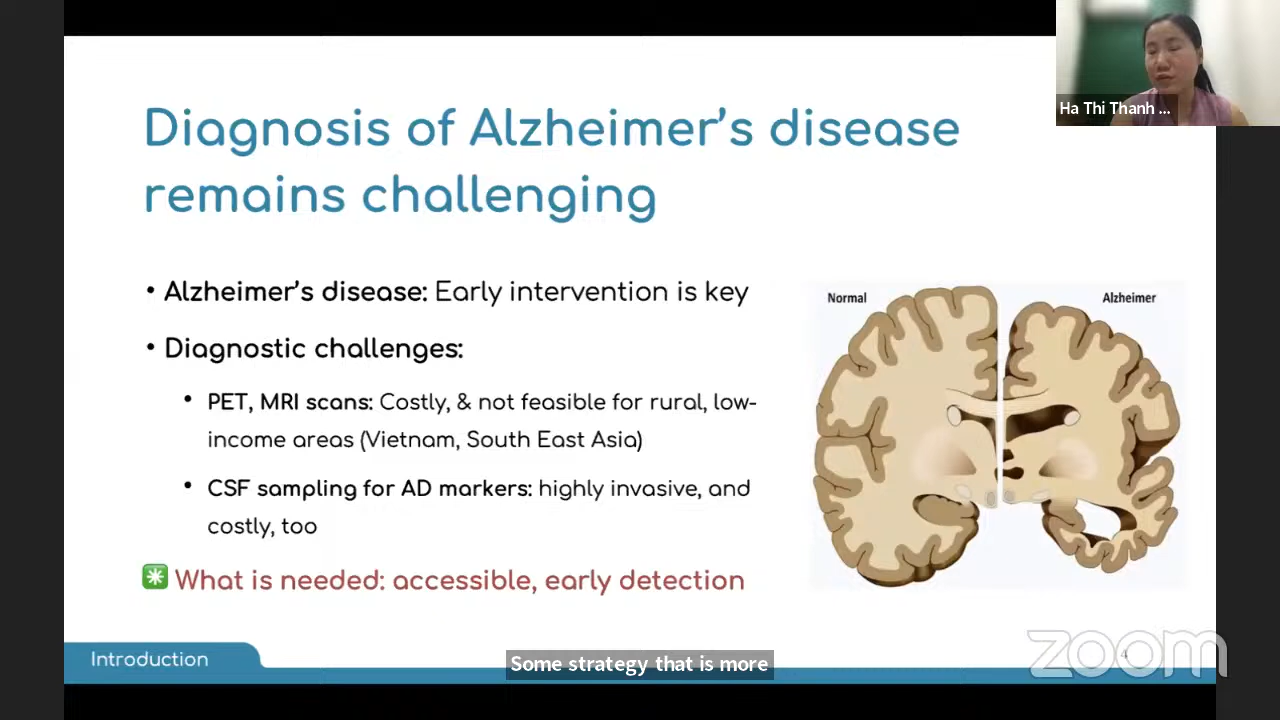 Ha Thi Thanh ...
Diagnosis of Alzheimer's disease
remains challenging
• Alzheimer's disease: Early intervention is key
• Diagnostic challenges:
• PET, MRI scans: Costly, & not feasible for rural, low-
income areas (Vietnam, South East Asia)
• CSF sampling for AD markers: highly invasive, and
costly, too
✳️ What is needed: accessible, early detection
Normal
Alzheimer
Introduction
Some strategy that is more
4
zoom